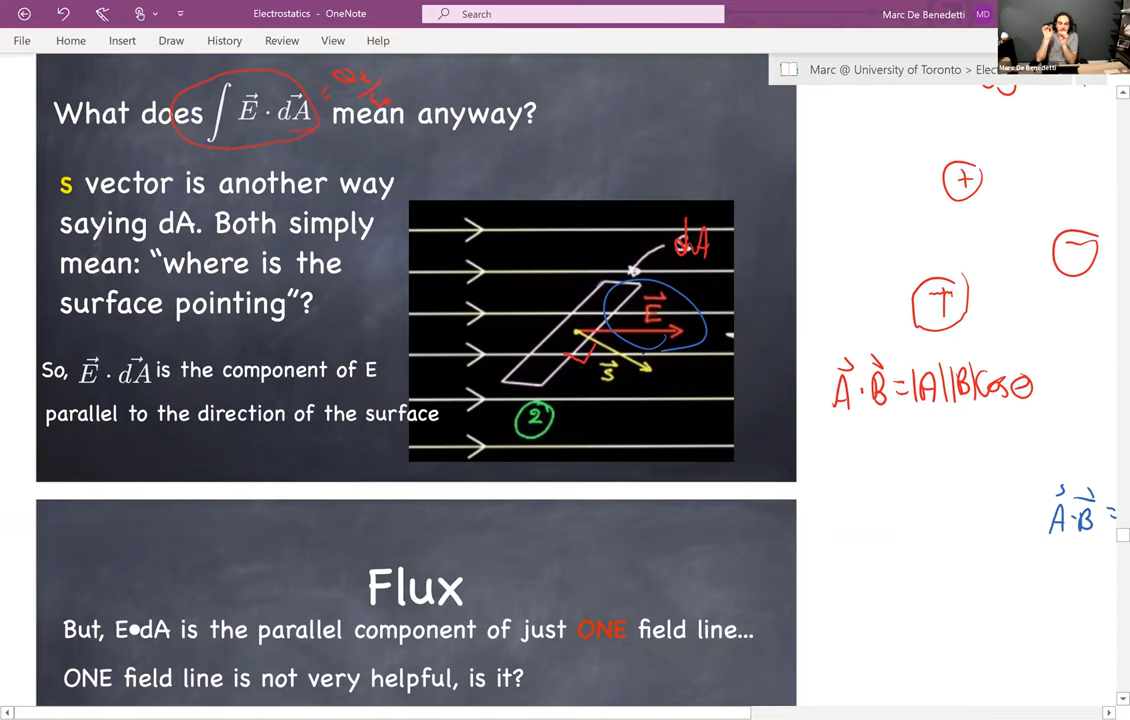 Electrostatics - OneNote
Search
Marc De Benedetti
MD
File
Home
Insert
Draw
History
Review
View
Help
Marc De Benedetti
Marc @ University of Toronto > Elec
What does ∫ E⃗ · dA⃗ mean anyway?
s vector is another way
saying dA. Both simply
mean: "where is the
surface pointing"?
So, E⃗ · dA⃗ is the component of E
parallel to the direction of the surface
dA
E⃗
s⃗
2
+
−
+
A⃗ · B⃗ = |A||B|cosθ
A⃗ · B⃗ =
Flux
But, E•dA is the parallel component of just ONE field line...
ONE field line is not very helpful, is it?